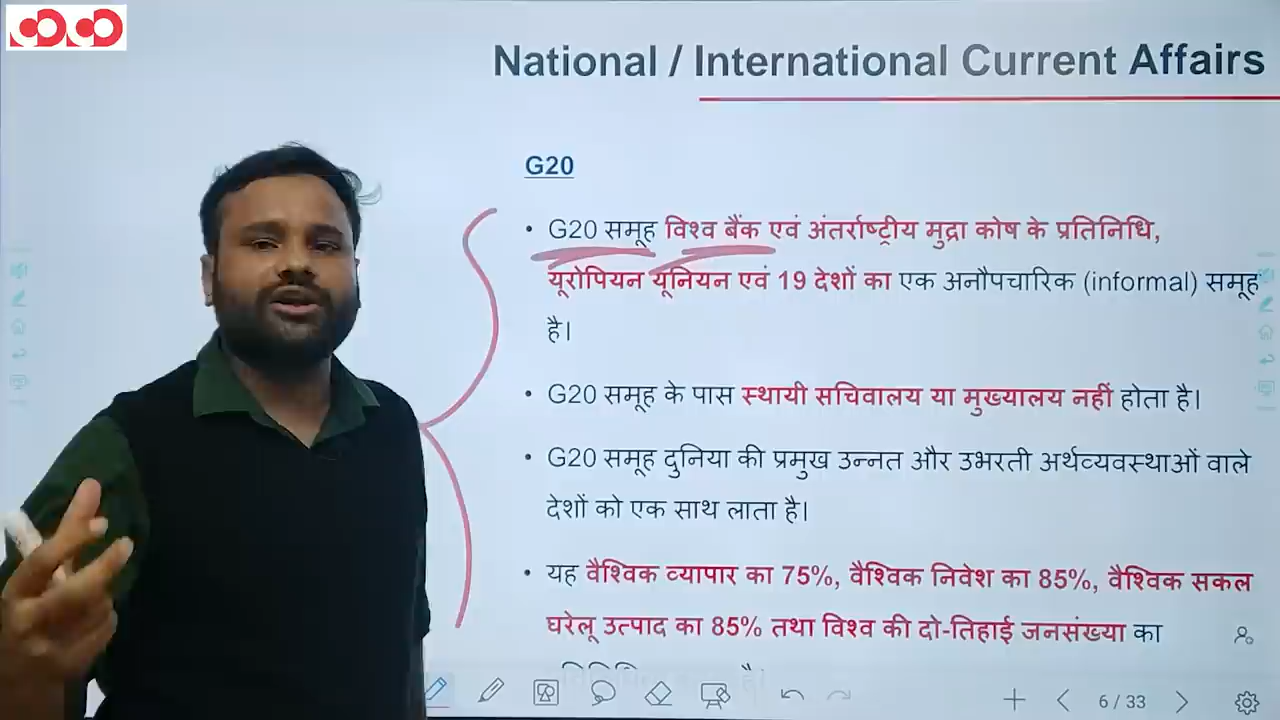 National / International Current Affairs
G20
• G20 समूह विश्व बैंक एवं अंतर्राष्ट्रीय मुद्रा कोष के प्रतिनिधि,
यूरोपियन यूनियन एवं 19 देशों का एक अनौपचारिक (informal) समूह
है।
• G20 समूह के पास स्थायी सचिवालय या मुख्यालय नहीं होता है।
• G20 समूह दुनिया की प्रमुख उन्नत और उभरती अर्थव्यवस्थाओं वाले
देशों को एक साथ लाता है।
• यह वैश्विक व्यापार का 75%, वैश्विक निवेश का 85%, वैश्विक सकल
घरेलू उत्पाद का 85% तथा विश्व की दो-तिहाई जनसंख्या का
है।
6 / 33